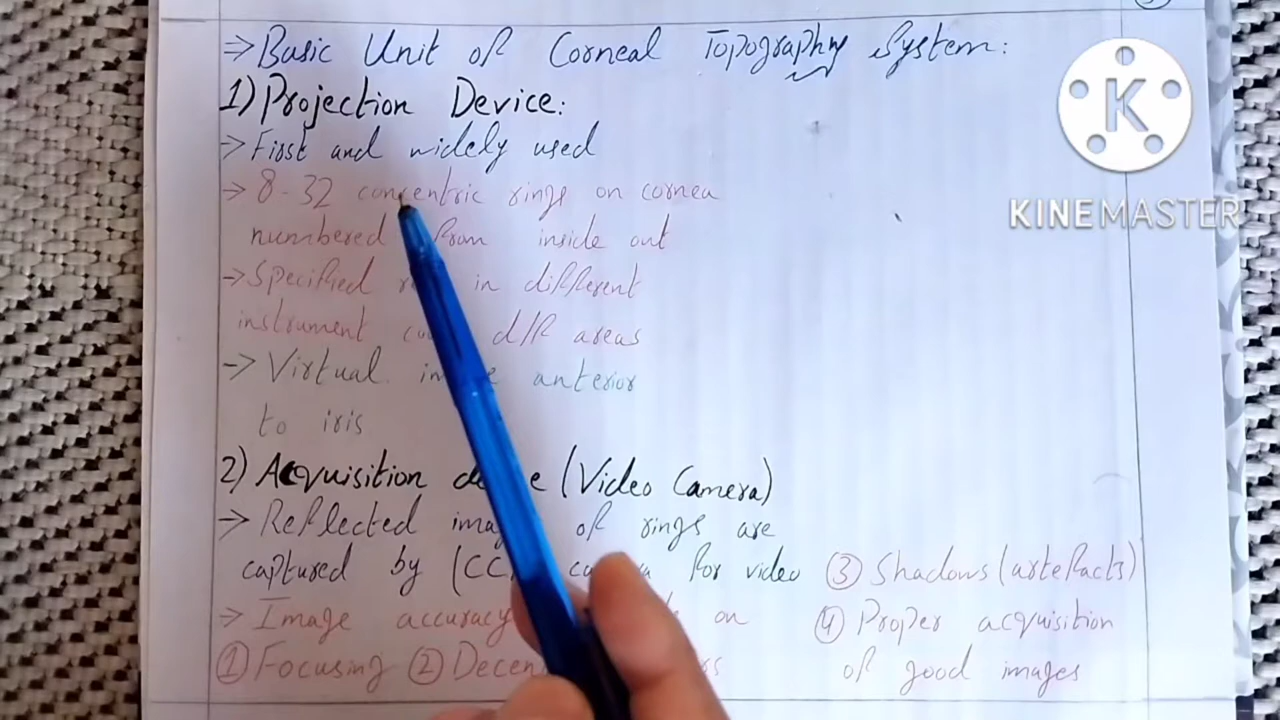 ⇒ Basic Unit of Corneal Topography System:
1) Projection Device:
→ First and widely used
→ 8-32 concentric rings on cornea
numbered from inside out
→ Specified in different
instrument d/f areas
→ Virtual anterior
to iris
2) Acquisition (Video Camera)
→ Reflected of rings are
captured by for video
→ Image accuracy on
① Focusing ②
③ Shadows (artefacts)
④ Proper acquisition
of good images
K
KINEMASTER